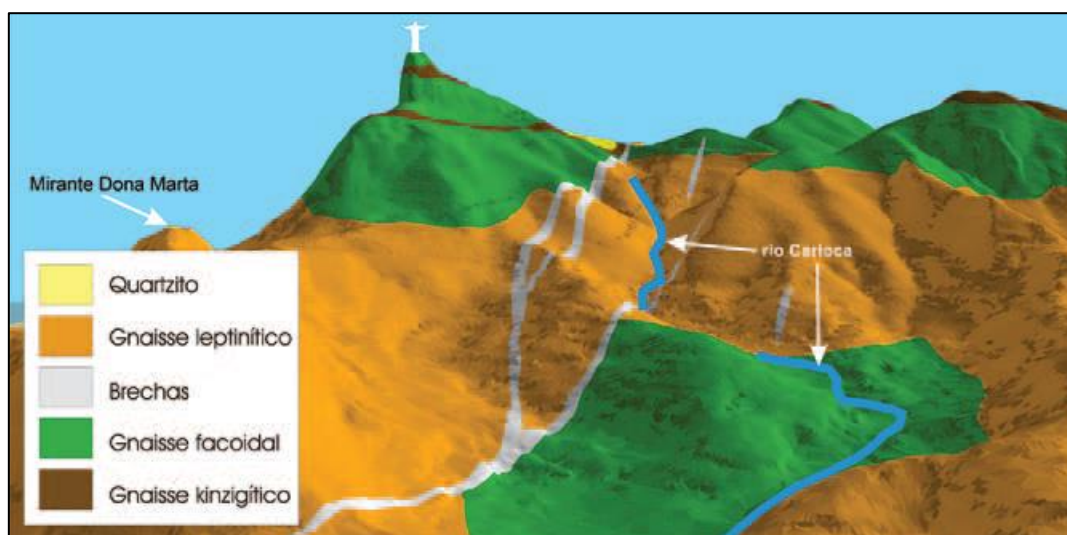 Mirante Dona Marta
rio Carioca
Quartzito
Gnaisse leptinítico
Brechas
Gnaisse facoidal
Gnaisse kinzigítico